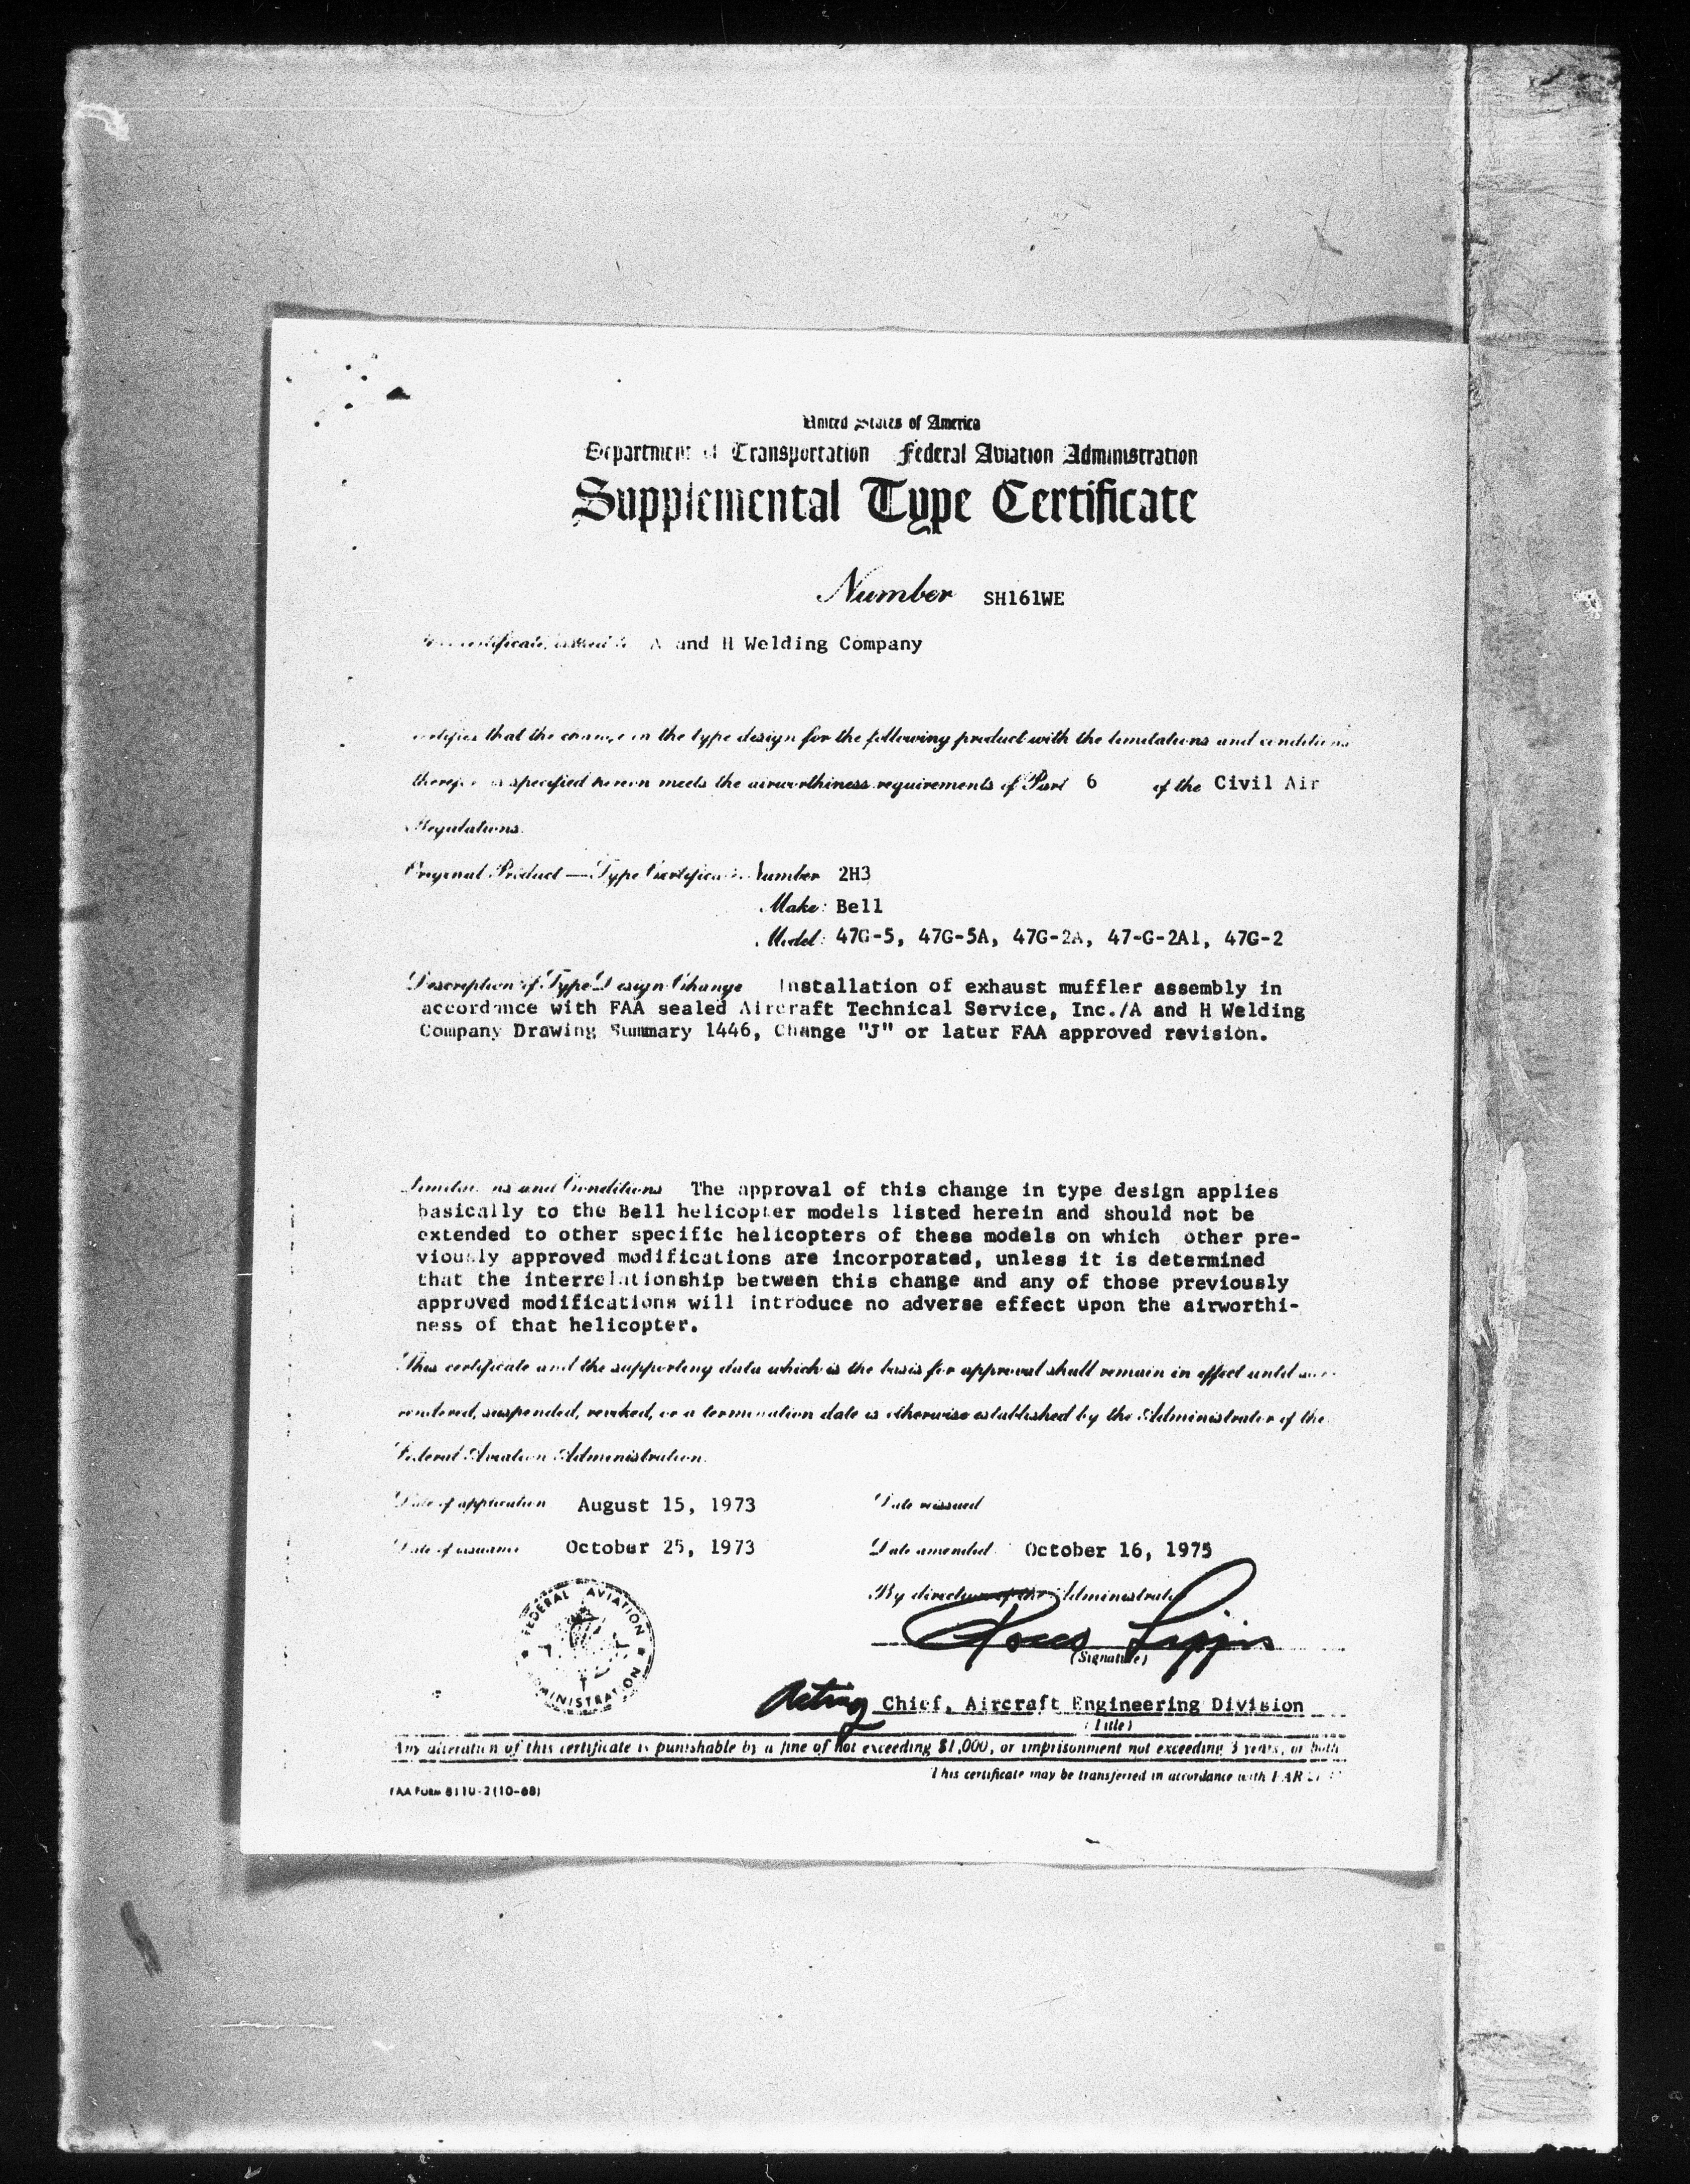 United States of America
Department of Transportation Federal Aviation Administration
Supplemental Type Certificate
Number SH161WE
certificate, issued to A and H Welding Company
certifies that the change in the type design for the following product with the limitations and conditions
therefor as specified hereon meets the airworthiness requirements of Part 6 of the Civil Air
Regulations.
Original Product — Type Certificate Number 2H3
Make: Bell
Model: 47G-5, 47G-5A, 47G-2A, 47-G-2A1, 47G-2
Description of Type Design Change Installation of exhaust muffler assembly in
accordance with FAA sealed Aircraft Technical Service, Inc./A and H Welding
Company Drawing Summary 1446, Change "J" or later FAA approved revision.
Limitations and Conditions The approval of this change in type design applies
basically to the Bell helicopter models listed herein and should not be
extended to other specific helicopters of these models on which other pre-
viously approved modifications are incorporated, unless it is determined
that the interrelationship between this change and any of those previously
approved modifications will introduce no adverse effect upon the airworthi-
ness of that helicopter.
This certificate and the supporting data which is the basis for approval shall remain in effect until sur-
rendered, suspended, revoked, or a termination date is otherwise established by the Administrator of the
Federal Aviation Administration.
Date of application August 15, 1973 Date reissued
Date of issuance October 25, 1973 Date amended October 16, 1975
By direction of the Administrator
FEDERAL AVIATION ADMINISTRATION
(Signature)
Acting Chief, Aircraft Engineering Division
(Title)
Any alteration of this certificate is punishable by a fine of not exceeding $1,000, or imprisonment not exceeding 3 years, or both
This certificate may be transferred in accordance with FAR
FAA FORM 8110-2(10-68)